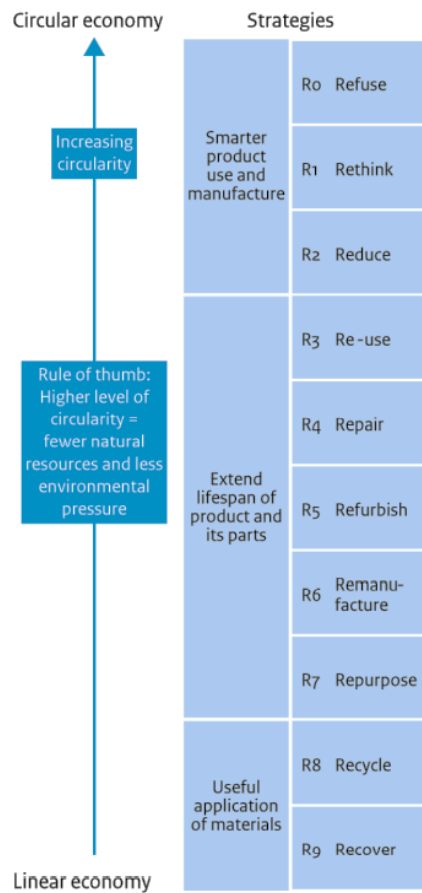 Circular economy
Strategies
Increasing
circularity
Rule of thumb:
Higher level of
circularity =
fewer natural
resources and less
environmental
pressure
Linear economy
Smarter
product
use and
manufacture
R0 Refuse
R1 Rethink
R2 Reduce
Extend
lifespan of
product and
its parts
R3 Re-use
R4 Repair
R5 Refurbish
R6 Remanu-
facture
R7 Repurpose
Useful
application
of materials
R8 Recycle
R9 Recover